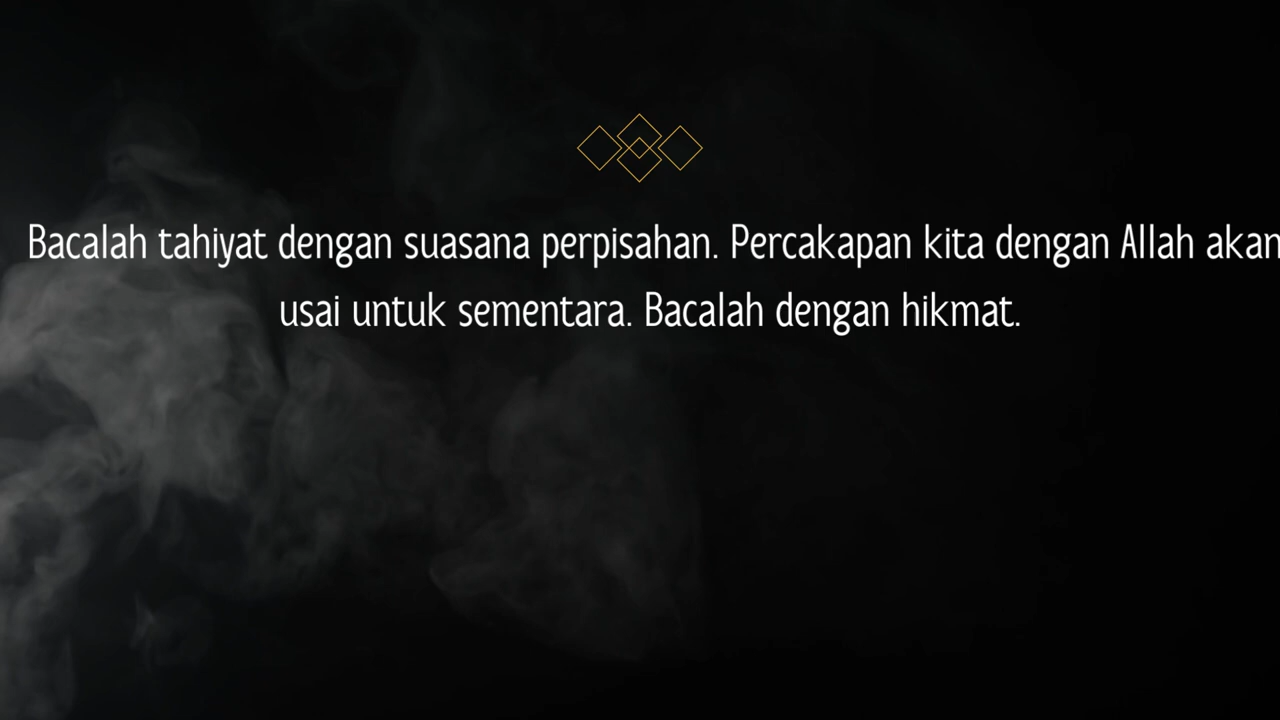 Bacalah tahiyat dengan suasana perpisahan. Percakapan kita dengan Allah akan
usai untuk sementara. Bacalah dengan hikmat.